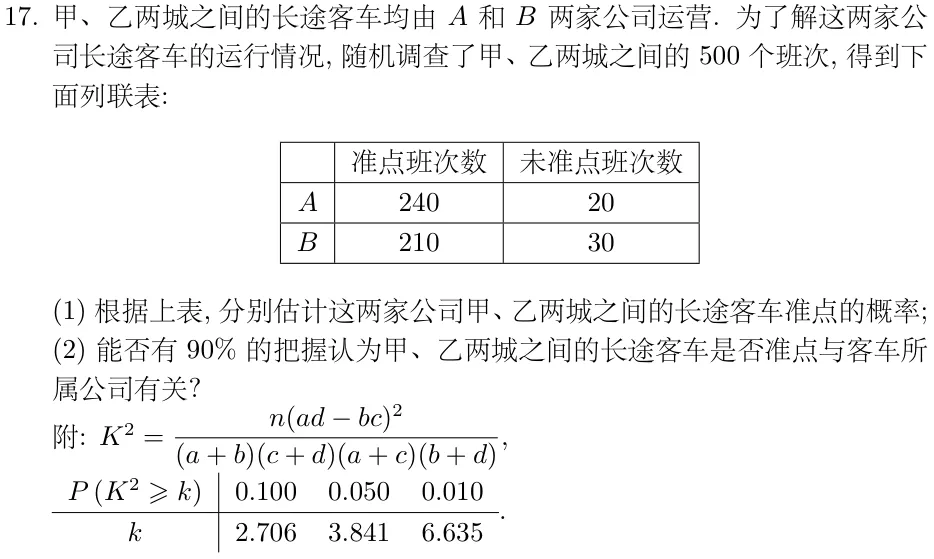 17. 甲、乙两城之间的长途客车均由 A 和 B 两家公司运营. 为了解这两家公
司长途客车的运行情况, 随机调查了甲、乙两城之间的 500 个班次, 得到下
面列联表:
准点班次数 未准点班次数
A 240 20
B 210 30
(1) 根据上表, 分别估计这两家公司甲、乙两城之间的长途客车准点的概率;
(2) 能否有 90% 的把握认为甲、乙两城之间的长途客车是否准点与客车所
属公司有关?
附: K² = n(ad − bc)² / (a + b)(c + d)(a + c)(b + d),
P (K² ⩾ k) 0.100 0.050 0.010
k 2.706 3.841 6.635.